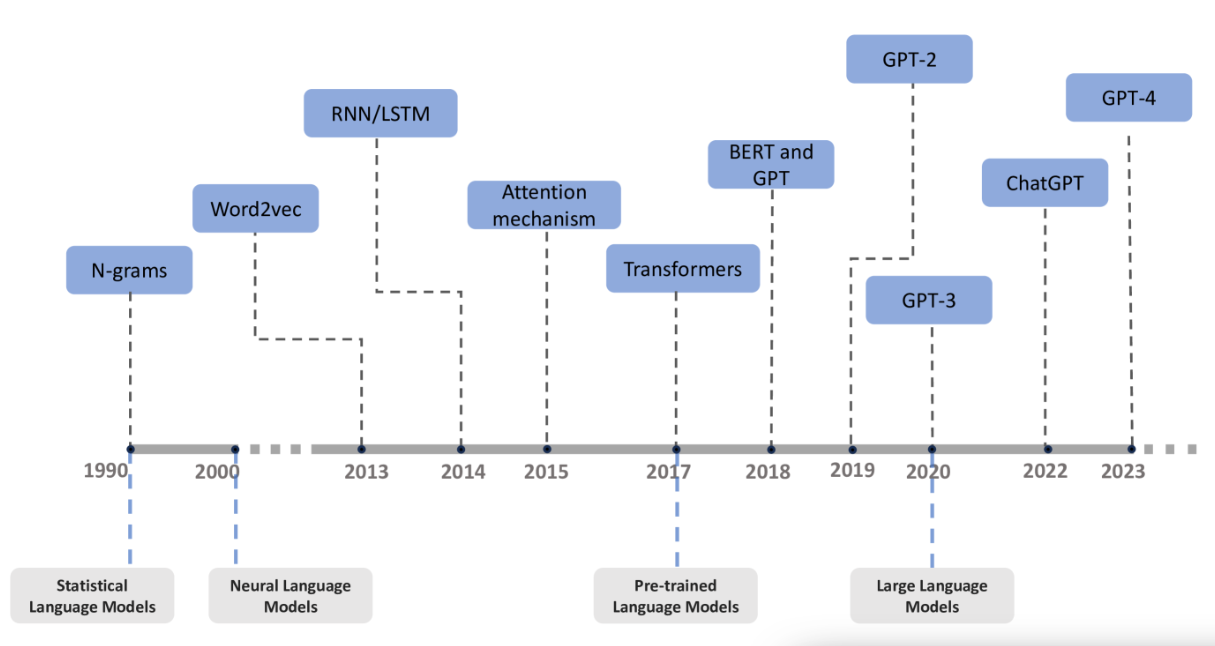 GPT-2
GPT-4
RNN/LSTM
BERT and
GPT
ChatGPT
Attention
mechanism
Word2vec
N-grams
Transformers
GPT-3
1990
2000
2013
2014
2015
2017
2018
2019
2020
2022
2023
Statistical
Language Models
Neural Language
Models
Pre-trained
Language Models
Large Language
Models